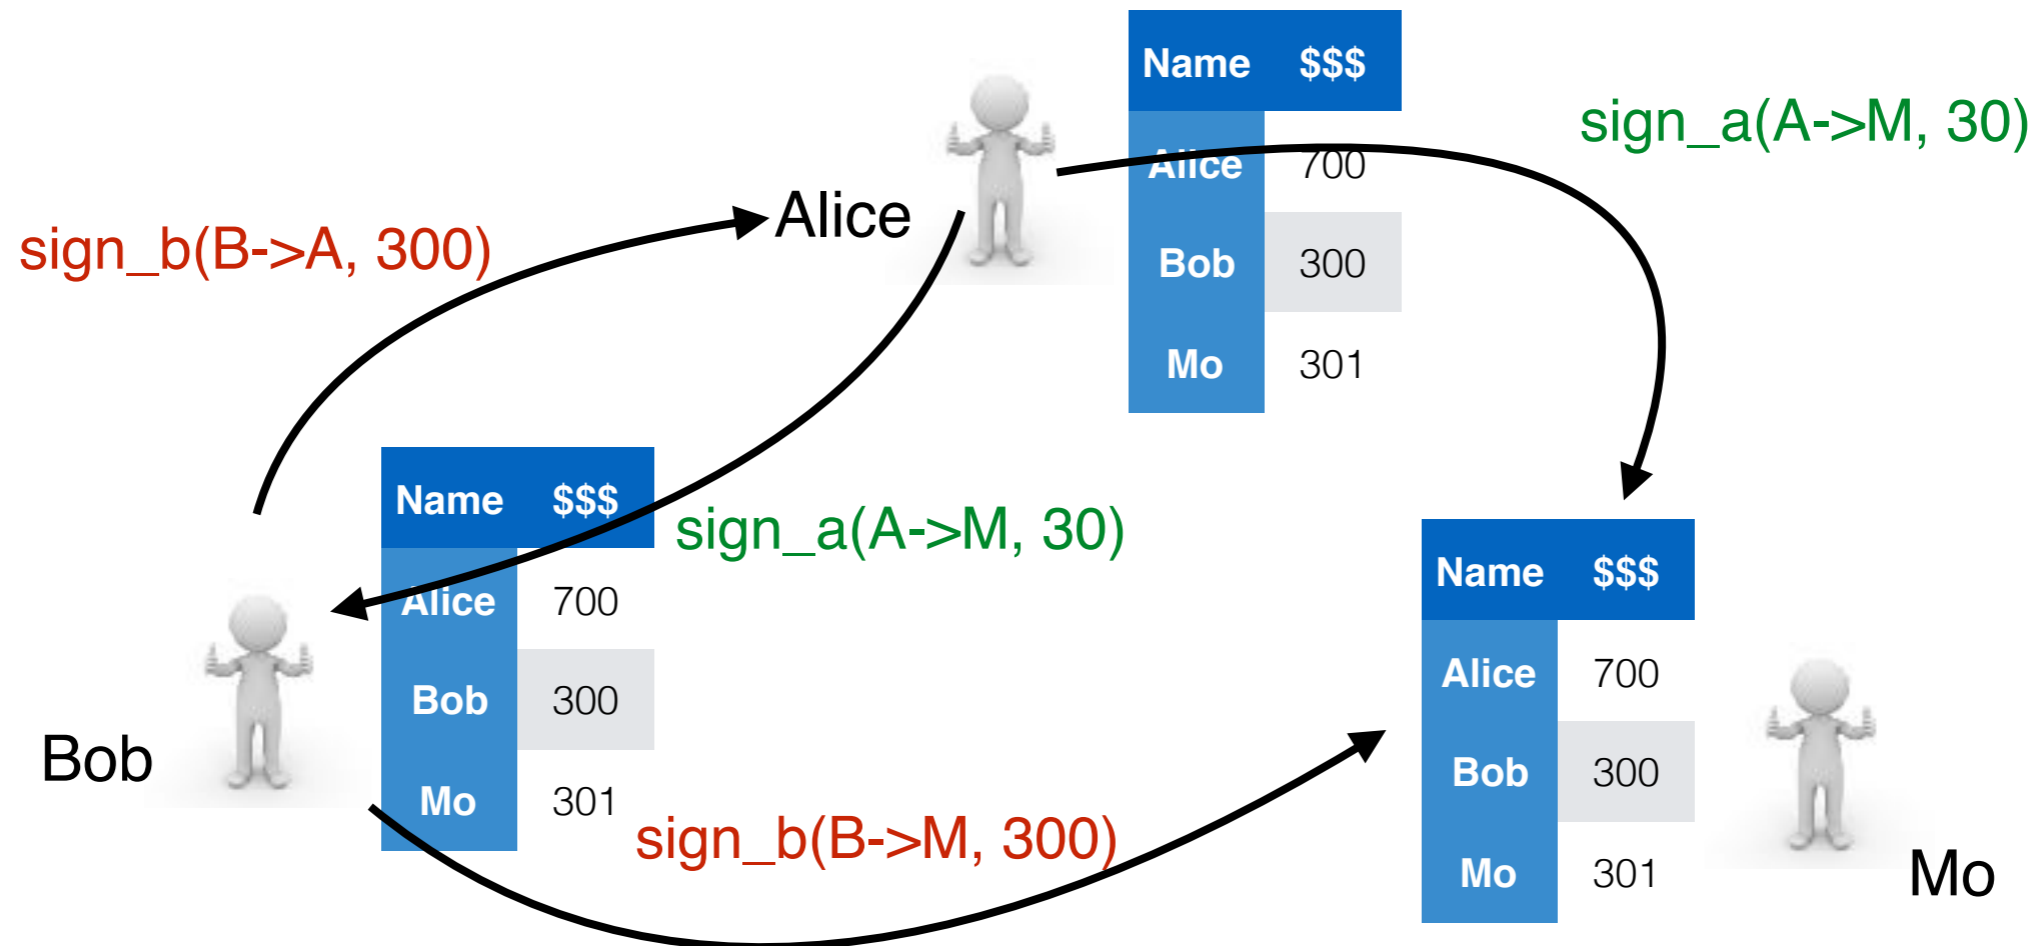 Name $$$
Alice 700
Bob 300
Mo 301
sign_a(A->M, 30)
Alice
sign_b(B->A, 300)
Name $$$
Alice 700
Bob 300
Mo 301
sign_a(A->M, 30)
Bob
sign_b(B->M, 300)
Name $$$
Alice 700
Bob 300
Mo 301
Mo